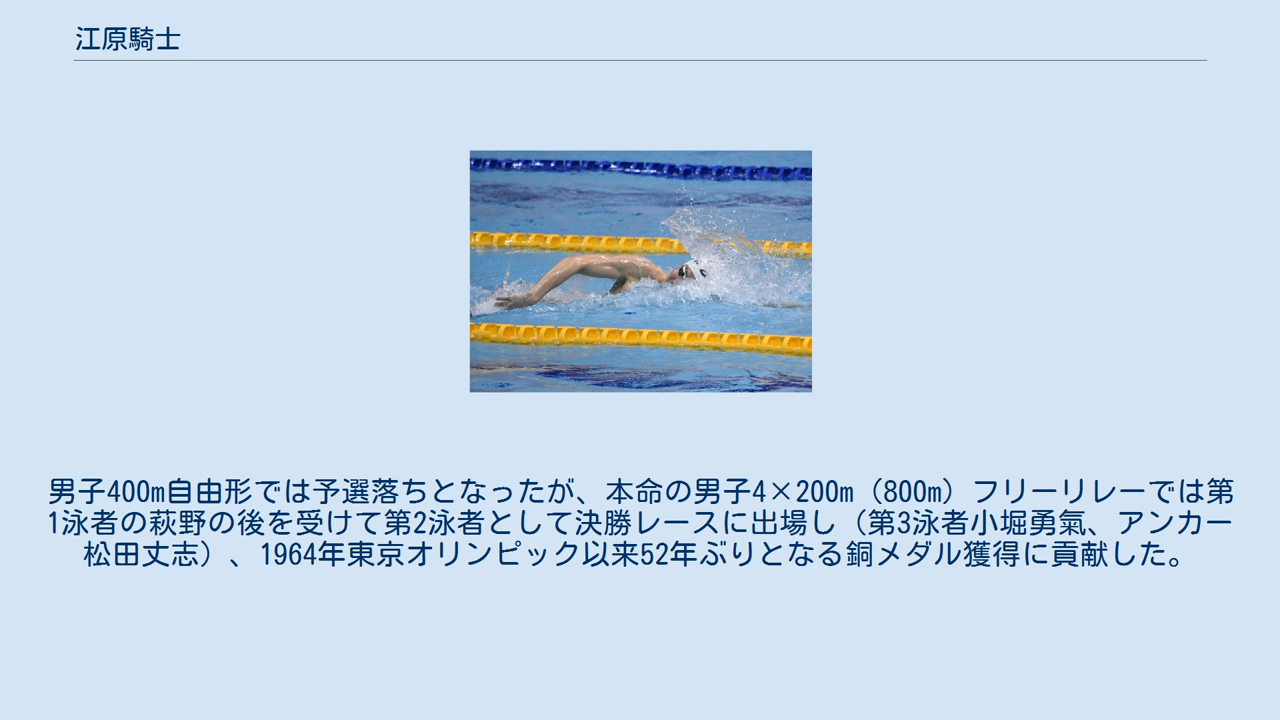 江原騎士
男子400m自由形では予選落ちとなったが、本命の男子4×200m（800m）フリーリレーでは第
1泳者の萩野の後を受けて第2泳者として決勝レースに出場し（第3泳者小堀勇氣、アンカー
松田丈志）、1964年東京オリンピック以来52年ぶりとなる銅メダル獲得に貢献した。